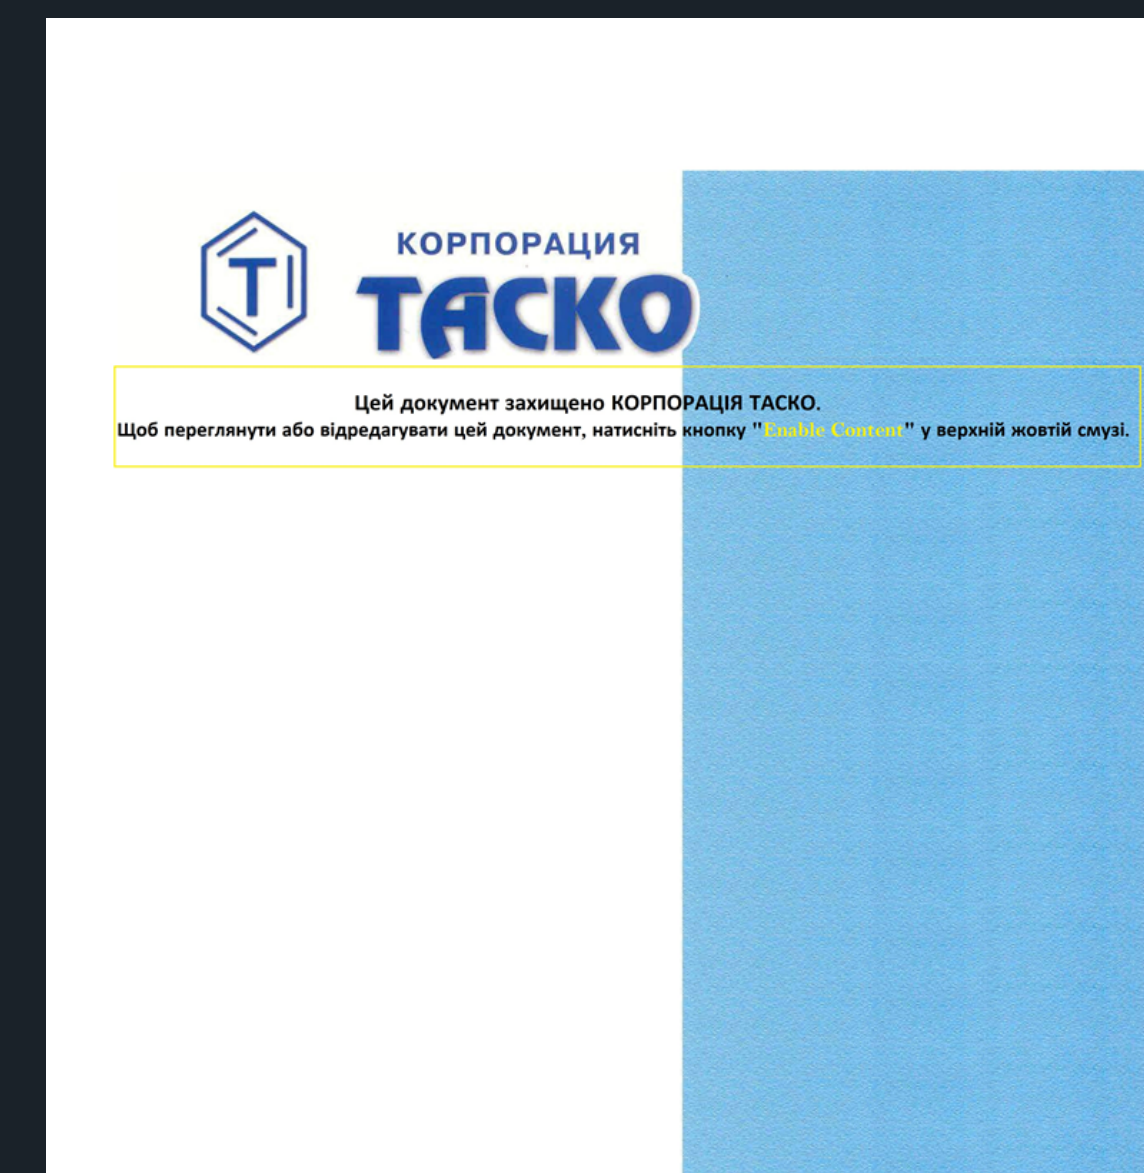 Т
КОРПОРАЦИЯ
ТАСКО
Цей документ захищено КОРПОРАЦІЯ ТАСКО.
Щоб переглянути або відредагувати цей документ, натисніть кнопку "Enable Content" у верхній жовтій смузі.